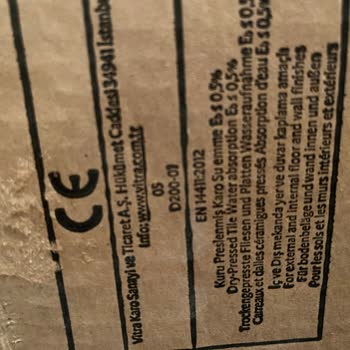 CE
Vitra Karo Sanayi ve Ticaret A.Ş. Hükümet Caddesi 34941 İstanbu
Info: www.vitra.com.tr
05
D200-01
EN 14411:2012
Kuru Preslenmiş Karo Su emme Eb ≤ 0,5%
Dry-Pressed Tile Water absorption Eb ≤ 0,5%
Trockengepresste Fliesen und Platten Wasseraufnahme Eb ≤ 0,5
Carreaux et dalles céramiques pressés Absorption d'eau Eb ≤ 0,5%
İç ve Dış mekanda yer ve duvar kaplama amaçlı
For external and internal floor and wall finishes
Für bodenbeläge und wand innen und außen
Pour les sols et les murs intérieurs et extérieurs